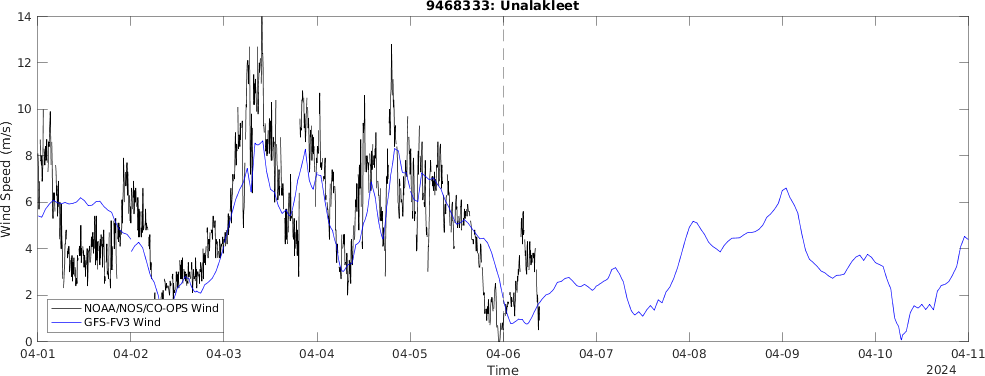 9468333: Unalakleet
Wind Speed (m/s)
14
12
10
8
6
4
2
0
NOAA/NOS/CO-OPS Wind
GFS-FV3 Wind
04-01 04-02 04-03 04-04 04-05 04-06 04-07 04-08 04-09 04-10 04-11
Time
2024